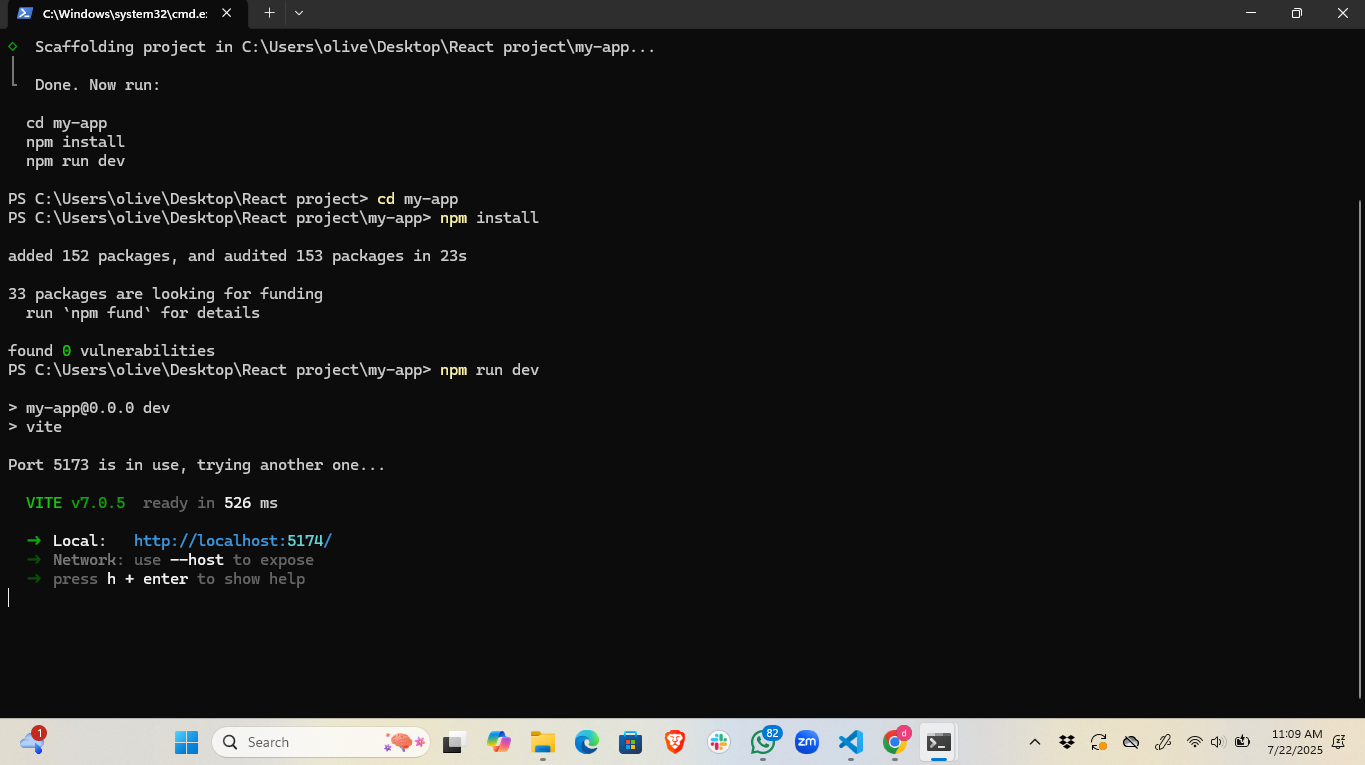 C:\Windows\system32\cmd.e
Scaffolding project in C:\Users\olive\Desktop\React project\my-app...
Done. Now run:
cd my-app
npm install
npm run dev
PS C:\Users\olive\Desktop\React project> cd my-app
PS C:\Users\olive\Desktop\React project\my-app> npm install
added 152 packages, and audited 153 packages in 23s
33 packages are looking for funding
run `npm fund` for details
found 0 vulnerabilities
PS C:\Users\olive\Desktop\React project\my-app> npm run dev
> my-app@0.0.0 dev
> vite
Port 5173 is in use, trying another one...
VITE v7.0.5 ready in 526 ms
➜ Local: http://localhost:5174/
➜ Network: use --host to expose
➜ press h + enter to show help
1
Search
82
zm
d
11:09 AM
7/22/2025